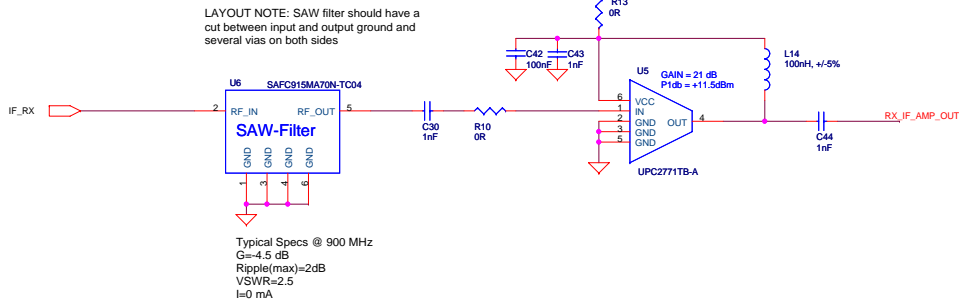 LAYOUT NOTE: SAW filter should have a
cut between input and output ground and
several vias on both sides
R13
0R
C42
100nF
C43
1nF
L14
100nH, +/-5%
U6
SAFC915MA70N-TC04
IF_RX
2
RF_IN
RF_OUT
5
SAW-Filter
GND
GND
GND
GND
1
3
4
6
C30
1nF
R10
0R
U5
GAIN = 21 dB
P1db = +11.5dBm
6
VCC
1
IN
2
GND
3
GND
5
GND
OUT
4
UPC2771TB-A
C44
1nF
RX_IF_AMP_OUT
Typical Specs @ 900 MHz
G=-4.5 dB
Ripple(max)=2dB
VSWR=2.5
I=0 mA